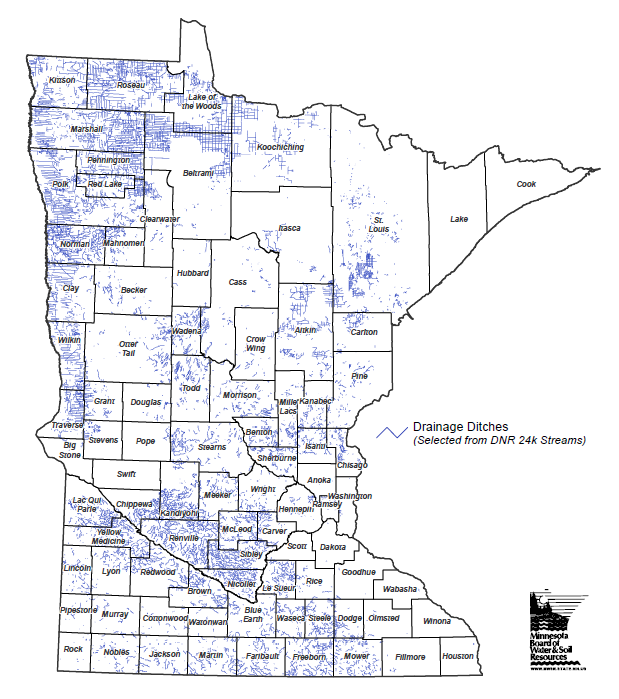 Kittson
Roseau
Lake of
the Woods
Marshall
Koochiching
Pennington
Beltrami
Polk
Red Lake
Cook
Clearwater
St.
Louis
Lake
Itasca
Norman
Mahnomen
Hubbard
Cass
Clay
Becker
Wadena
Aitkin
Carlton
Wilkin
Otter
Tail
Crow
Wing
Pine
Todd
Morrison
Grant
Douglas
Mille
Lacs
Kanabec
Traverse
Benton
Drainage Ditches
(Selected from DNR 24k Streams)
Big
Stone
Stevens
Pope
Stearns
Isanti
Sherburne
Chisago
Swift
Anoka
Wright
Meeker
Washington
Lac Qui
Parle
Chippewa
Kandiyohi
Hennepin
Ramsey
McLeod
Carver
Yellow
Medicine
Renville
Scott
Dakota
Sibley
Lincoln
Lyon
Redwood
Nicollet
Le Sueur
Rice
Goodhue
Brown
Wabasha
Pipestone
Murray
Cottonwood
Watonwan
Blue
Earth
Waseca
Steele
Dodge
Olmsted
Winona
Rock
Nobles
Jackson
Martin
Faribault
Freeborn
Mower
Fillmore
Houston
Minnesota
Board of
Water & Soil
Resources
WWW.BWSR.STATE.MN.US